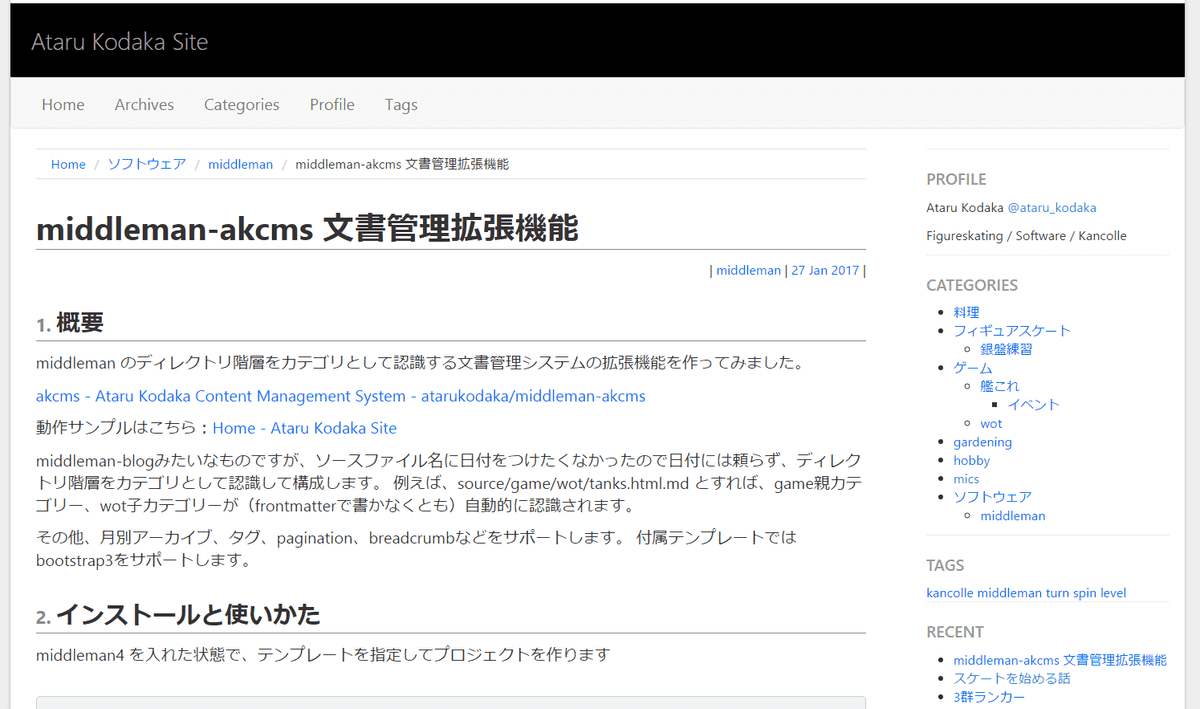 Ataru Kodaka Site
Home Archives Categories Profile Tags
Home / ソフトウェア / middleman / middleman-akcms 文書管理拡張機能
middleman-akcms 文書管理拡張機能
| middleman | 27 Jan 2017 |
1. 概要
middleman のディレクトリ階層をカテゴリとして認識する文書管理システムの拡張機能を作ってみました。
akcms - Ataru Kodaka Content Management System - atarukodaka/middleman-akcms
動作サンプルはこちら：Home - Ataru Kodaka Site
middleman-blogみたいなものですが、ソースファイル名に日付をつけたくなかったので日付には頼らず、ディレク
トリ階層をカテゴリとして認識して構成します。 例えば、source/game/wot/tanks.html.md とすれば、game親カテ
ゴリー、wot子カテゴリーが（frontmatterで書かなくとも）自動的に認識されます。
その他、月別アーカイブ、タグ、pagination、breadcrumbなどをサポートします。 付属テンプレートでは
bootstrap3をサポートします。
2. インストールと使いかた
middleman4 を入れた状態で、テンプレートを指定してプロジェクトを作ります
PROFILE
Ataru Kodaka @ataru_kodaka
Figureskating / Software / Kancolle
CATEGORIES
料理
フィギュアスケート
銀盤練習
ゲーム
艦これ
イベント
wot
gardening
hobby
mics
ソフトウェア
middleman
TAGS
kancolle middleman turn spin level
RECENT
middleman-akcms 文書管理拡張機能
スケートを始める話
3群ランカー